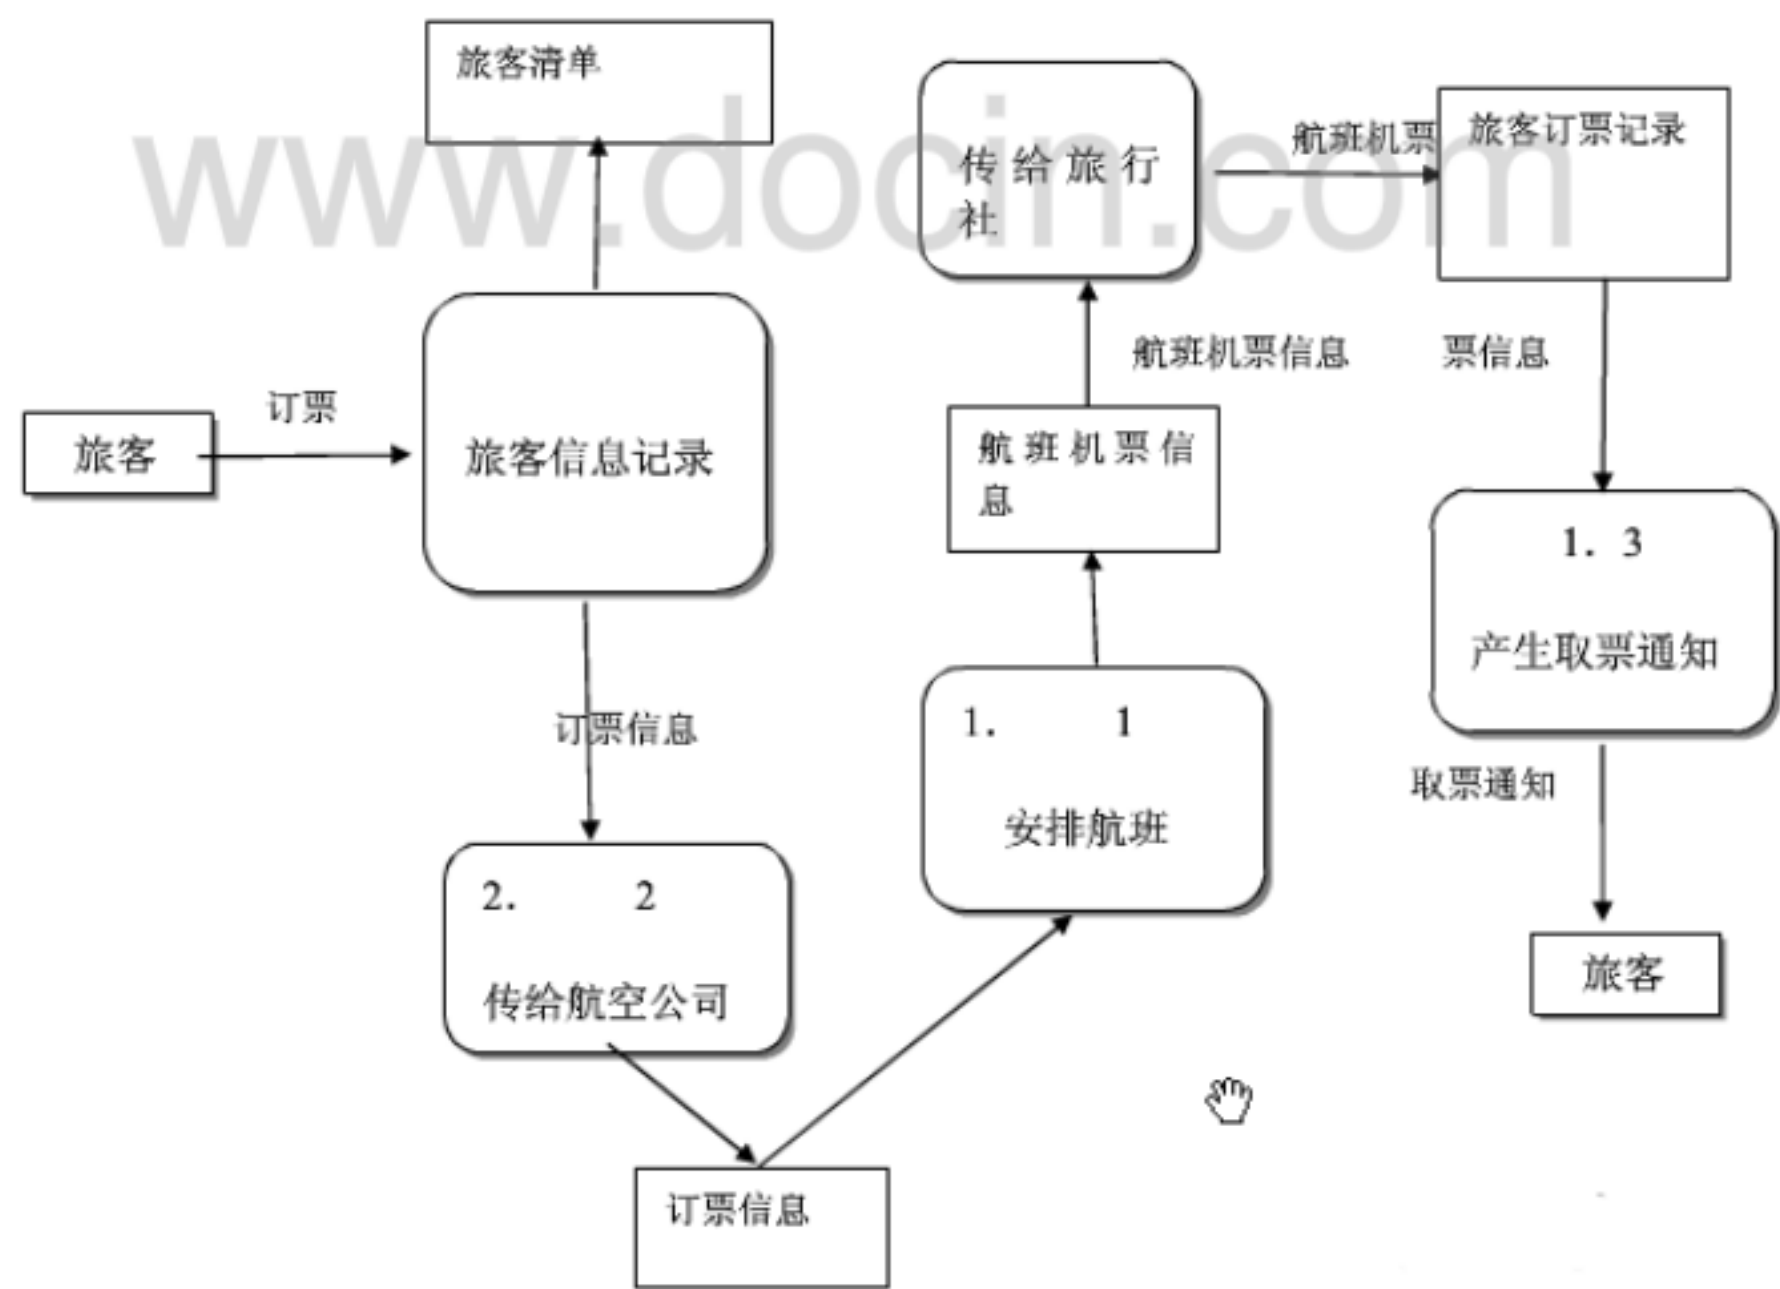 旅客清单
www.docin.com
传给旅行
社
航班机票
旅客订票记录
订票
旅客
旅客信息记录
航班机票信息
票信息
航班机票信
息
1. 3
产生取票通知
订票信息
1. 1
安排航班
取票通知
2. 2
传给航空公司
旅客
订票信息